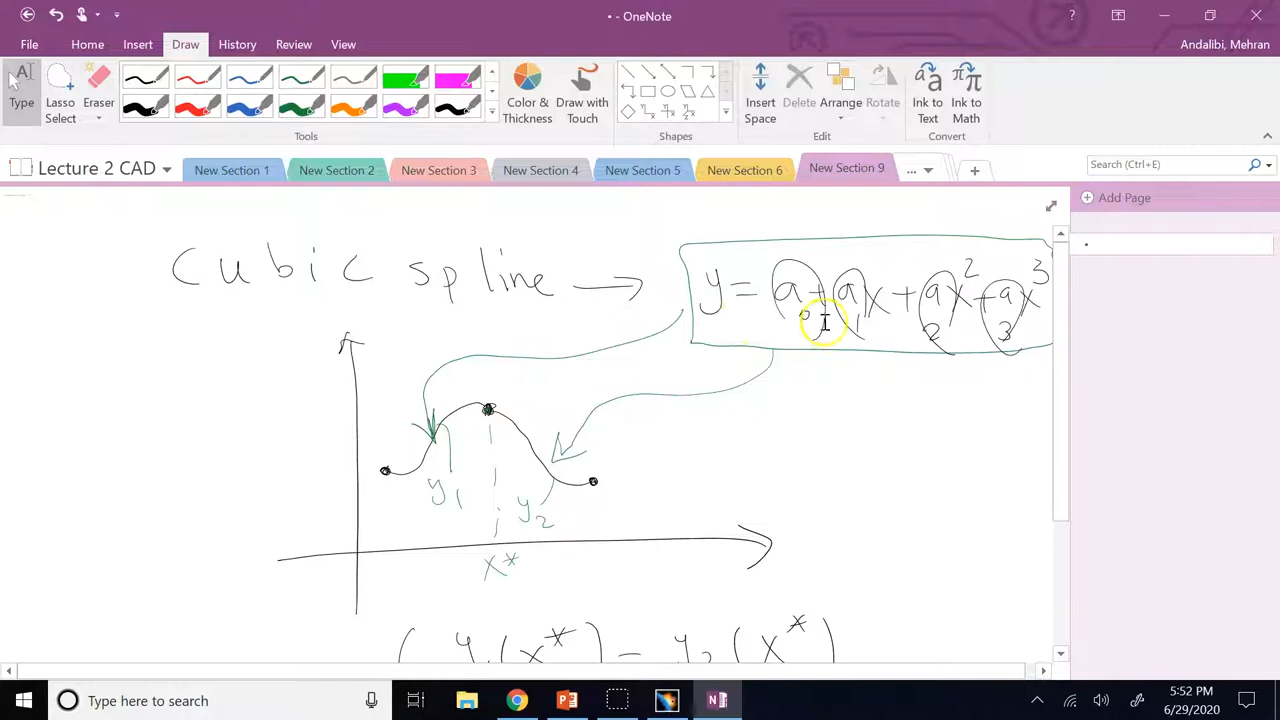 • - OneNote
?
Andalibi, Mehran
File Home Insert Draw History Review View
Type
Lasso Select
Eraser
Color & Thickness
Draw with Touch
Insert Space
Delete
Arrange
Rotate
Ink to Text
Ink to Math
Tools
Shapes
Edit
Convert
Lecture 2 CAD
New Section 1 New Section 2 New Section 3 New Section 4 New Section 5 New Section 6 New Section 9 ...
Search (Ctrl+E)
Add Page
Cubic spline → y = a₀ + a₁x + a₂x² + a₃x³
y₁
y₂
x*
( y₁(x*) = y₂(x*)
Type here to search
5:52 PM
6/29/2020